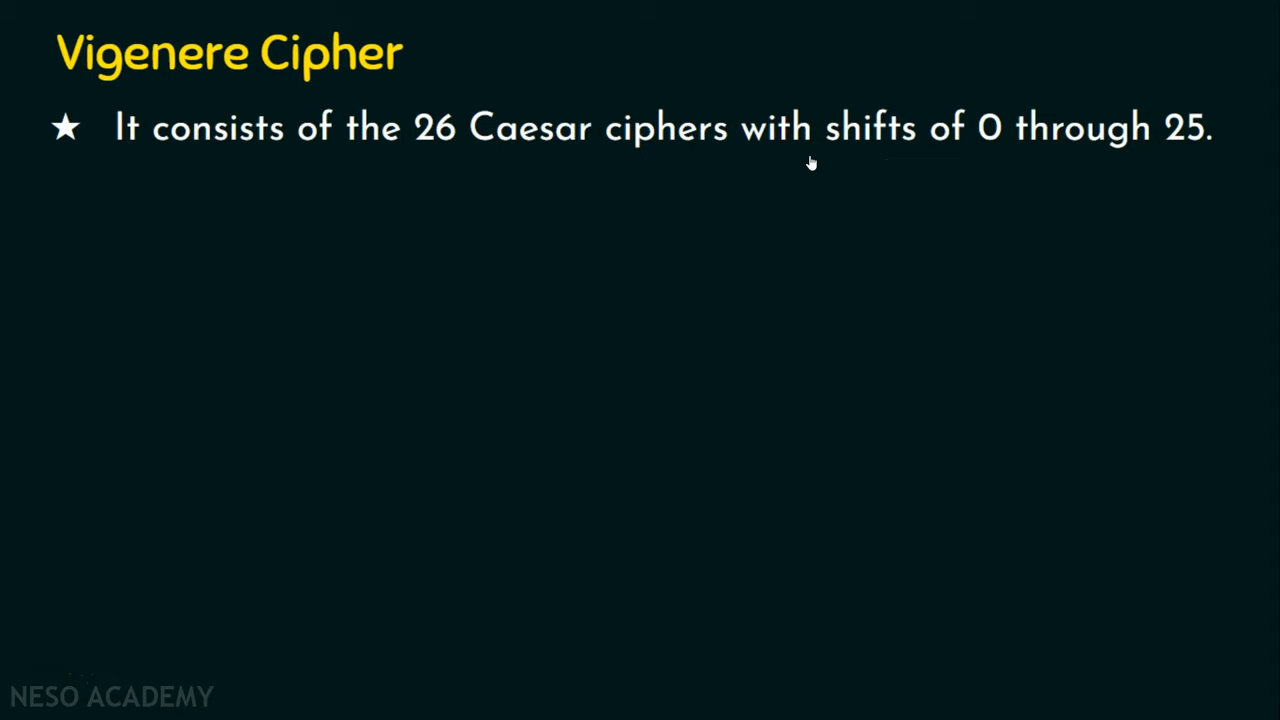 Vigenere Cipher
★ It consists of the 26 Caesar ciphers with shifts of 0 through 25.
NESO ACADEMY